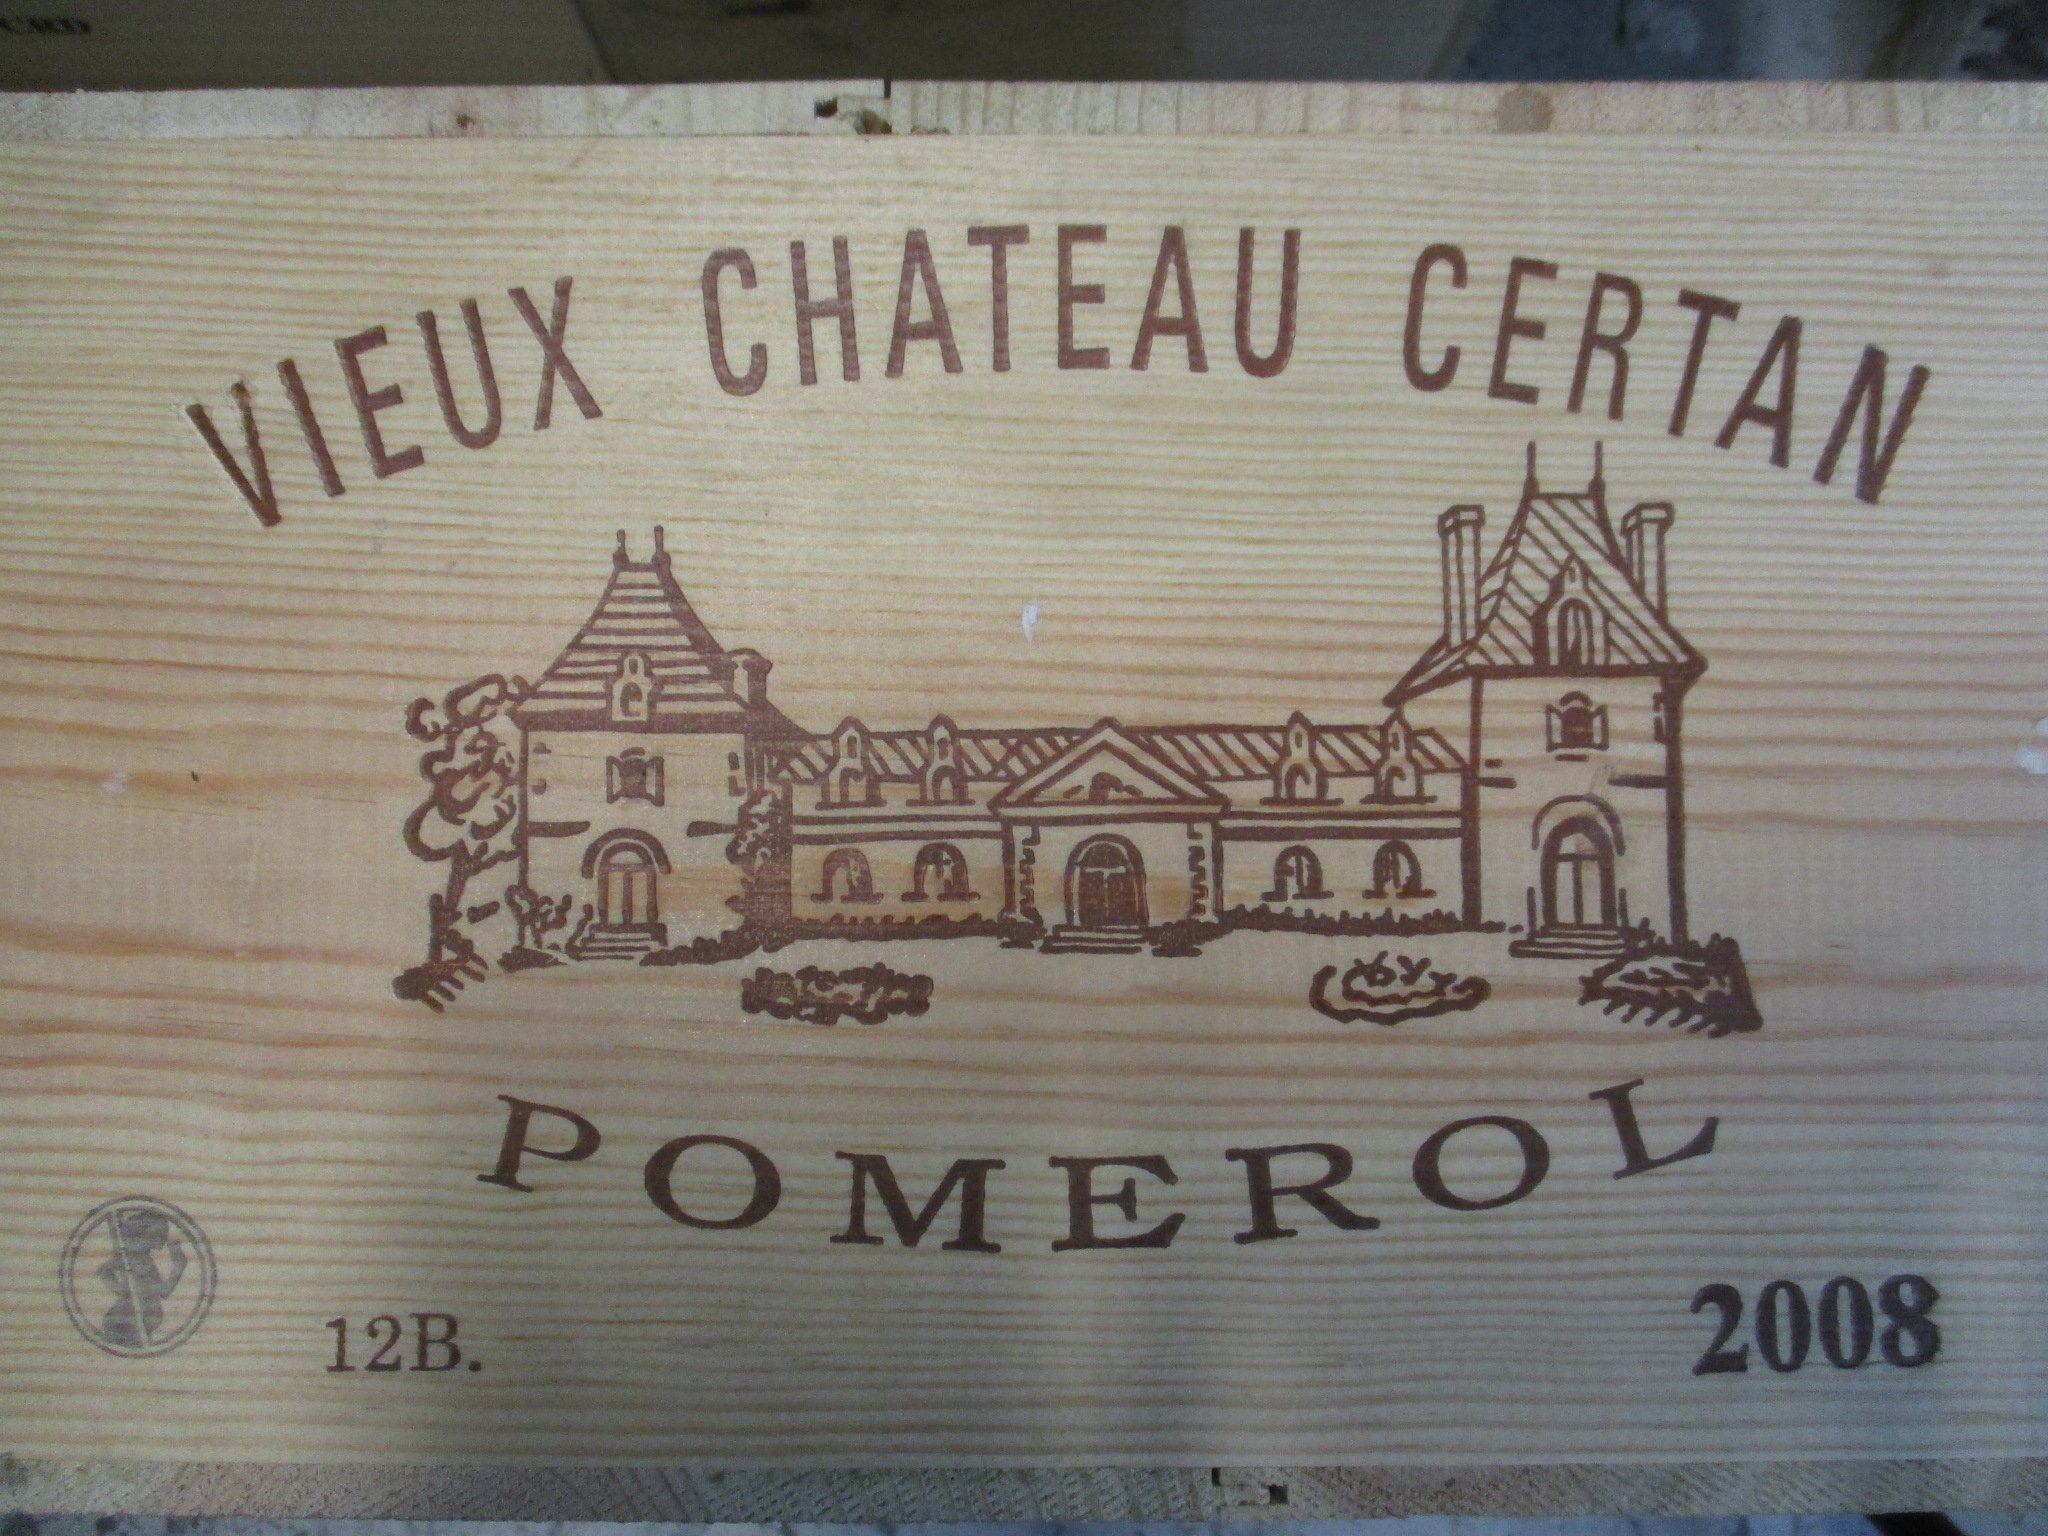 VIEUX CHATEAU CERTAN
POMEROL
12B.
2008